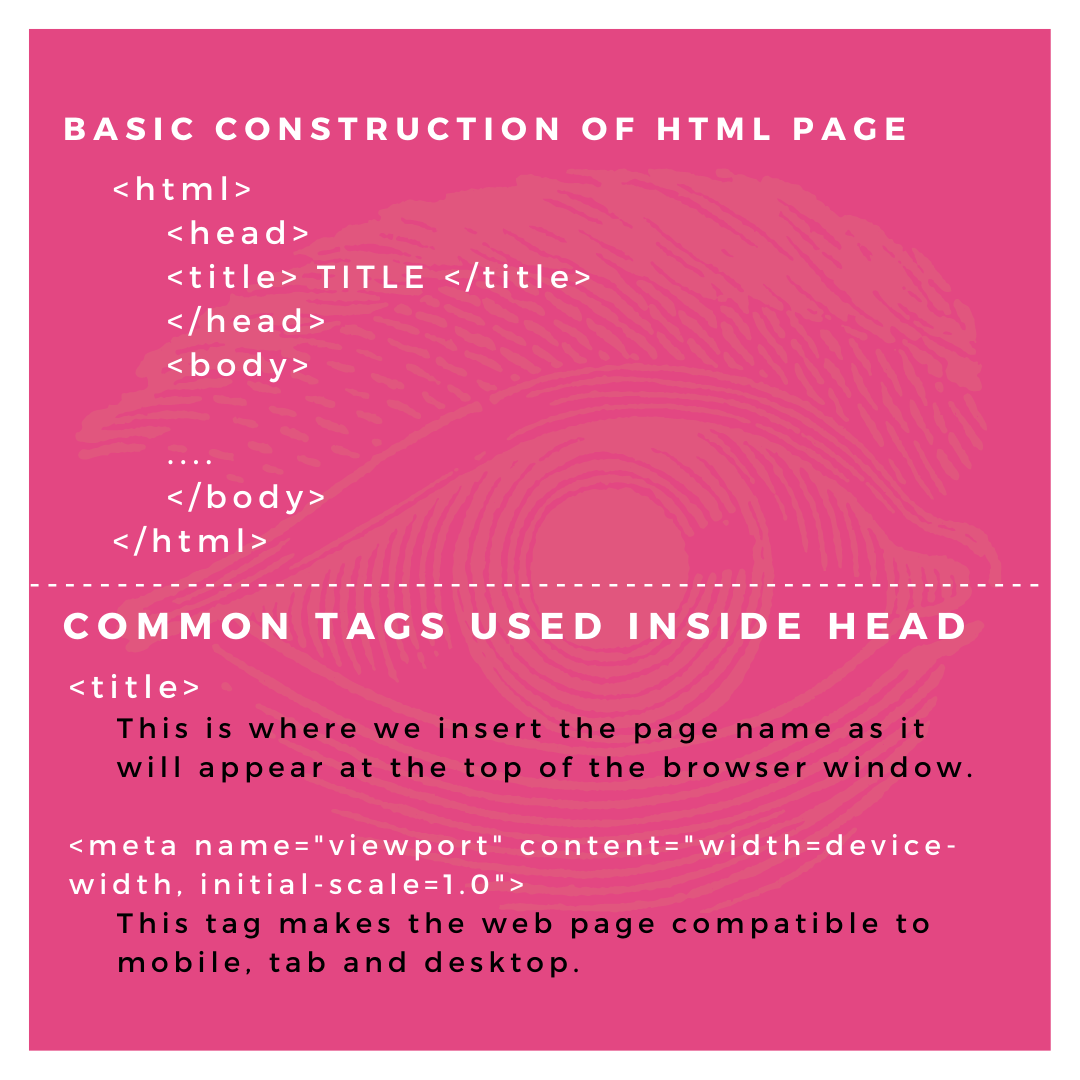 BASIC CONSTRUCTION OF HTML PAGE
<html>
<head>
<title> TITLE </title>
</head>
<body>
....
</body>
</html>
COMMON TAGS USED INSIDE HEAD
<title>
This is where we insert the page name as it
will appear at the top of the browser window.
<meta name="viewport" content="width=device-
width, initial-scale=1.0">
This tag makes the web page compatible to
mobile, tab and desktop.